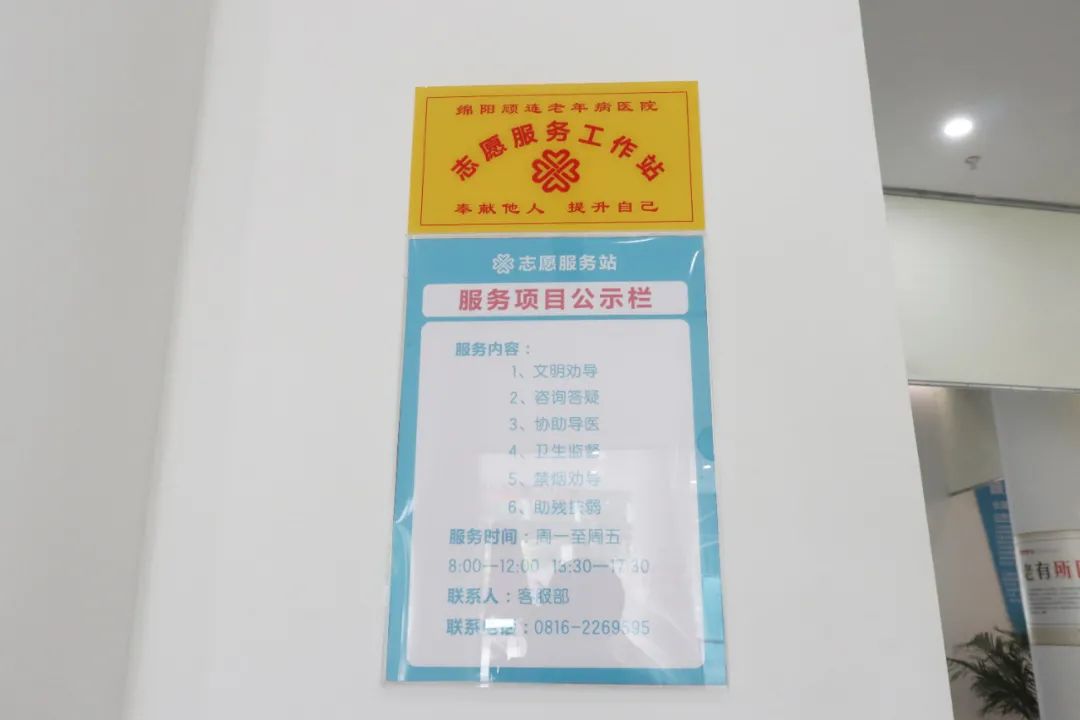 绵阳顾连老年病医院
志愿服务工作站
奉献他人 提升自己
志愿服务站
服务项目公示栏
服务内容：
1、文明劝导
2、咨询答疑
3、协助导医
4、卫生监督
5、禁烟劝导
6、助残扶弱
服务时间：周一至周五
8:00—12:00 13:30—17:30
联系人：客服部
联系电话：0816-2269595
有所